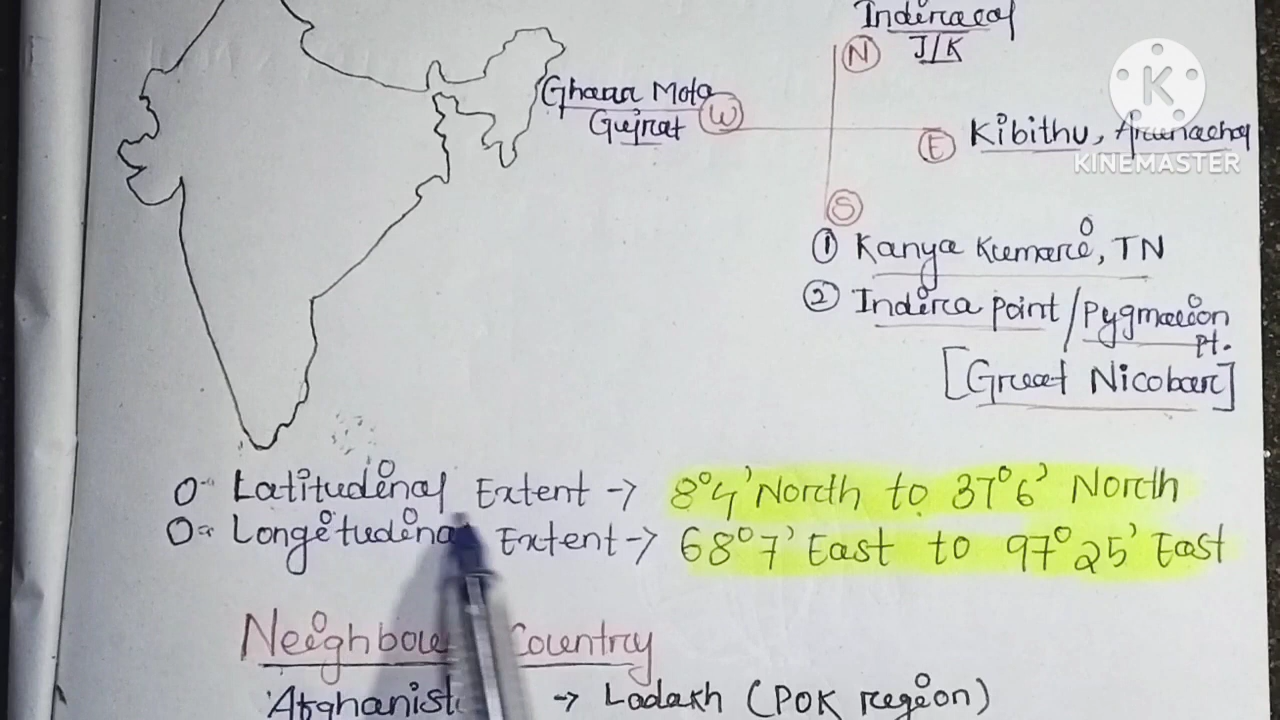 Indiracol
J/K
N
Ghuar Mota
Gujrat
W
E
Kibithu, Arunachal
KINEMASTER
S
① Kanya Kumari, TN
② Indira point / Pygmalion
Pt.
[Great Nicobar]
Latitudinal Extent → 8°4' North to 37°6' North
Longitudinal Extent → 68°7' East to 97°25' East
Country
→ Ladakh (POK region)